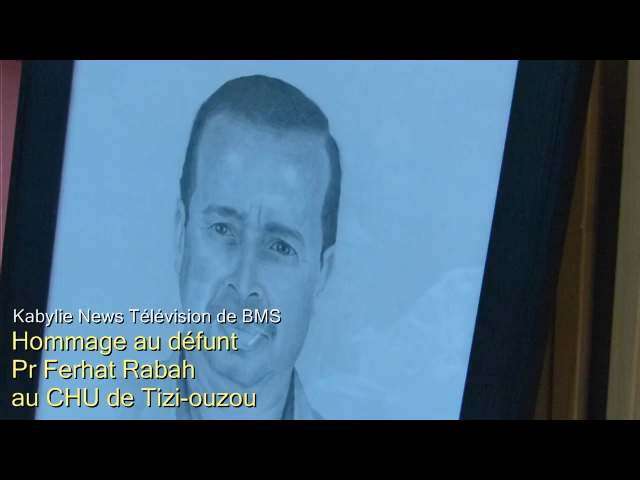 Kabylie News Télévision de BMS
Hommage au défunt
Pr Ferhat Rabah
au CHU de Tizi-ouzou